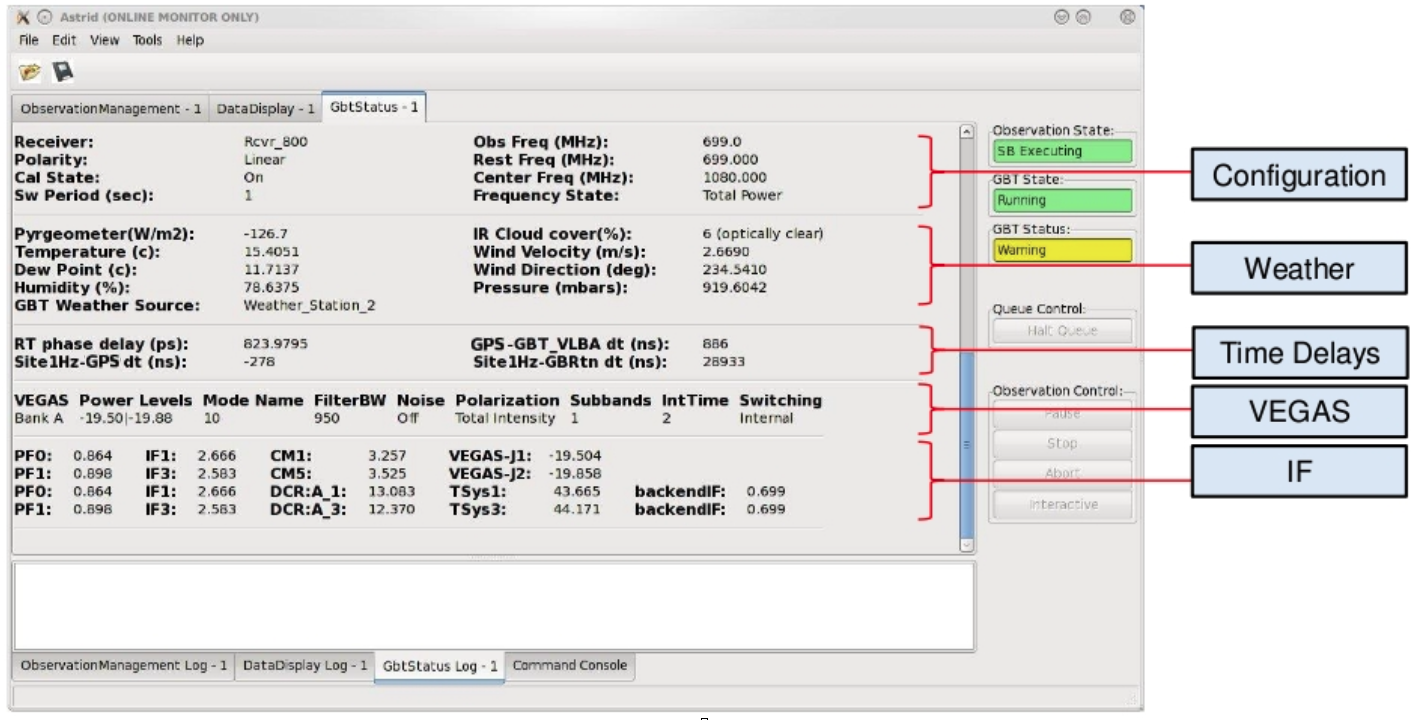 Astrid (ONLINE MONITOR ONLY)
File Edit View Tools Help
ObservationManagement - 1 DataDisplay - 1 GbtStatus - 1
Receiver: Rcvr_800 Obs Freq (MHz): 699.0
Polarity: Linear Rest Freq (MHz): 699.000
Cal State: On Center Freq (MHz): 1080.000
Sw Period (sec): 1 Frequency State: Total Power
Pyrgeometer(W/m2): -126.7 IR Cloud cover(%): 6 (optically clear)
Temperature (c): 15.4051 Wind Velocity (m/s): 2.6690
Dew Point (c): 11.7137 Wind Direction (deg): 234.5410
Humidity (%): 78.6375 Pressure (mbars): 919.6042
GBT Weather Source: Weather_Station_2
RT phase delay (ps): 823.9795 GPS-GBT_VLBA dt (ns): 886
Site1Hz-GPS dt (ns): -278 Site1Hz-GBRtn dt (ns): 28933
VEGAS Power Levels Mode Name FilterBW Noise Polarization Subbands IntTime Switching
Bank A -19.50|-19.88 10 950 Off Total Intensity 1 2 Internal
PF0: 0.864 IF1: 2.666 CM1: 3.257 VEGAS-J1: -19.504
PF1: 0.898 IF3: 2.583 CM5: 3.525 VEGAS-J2: -19.858
PF0: 0.864 IF1: 2.666 DCR:A_1: 13.083 TSys1: 43.665 backendIF: 0.699
PF1: 0.898 IF3: 2.583 DCR:A_3: 12.370 TSys3: 44.171 backendIF: 0.699
Observation State:
SB Executing
GBT State:
Running
GBT Status:
Warning
Queue Control:
Halt Queue
Observation Control:
Pause
Stop
Abort
Interactive
Configuration
Weather
Time Delays
VEGAS
IF
ObservationManagement Log - 1 DataDisplay Log - 1 GbtStatus Log - 1 Command Console